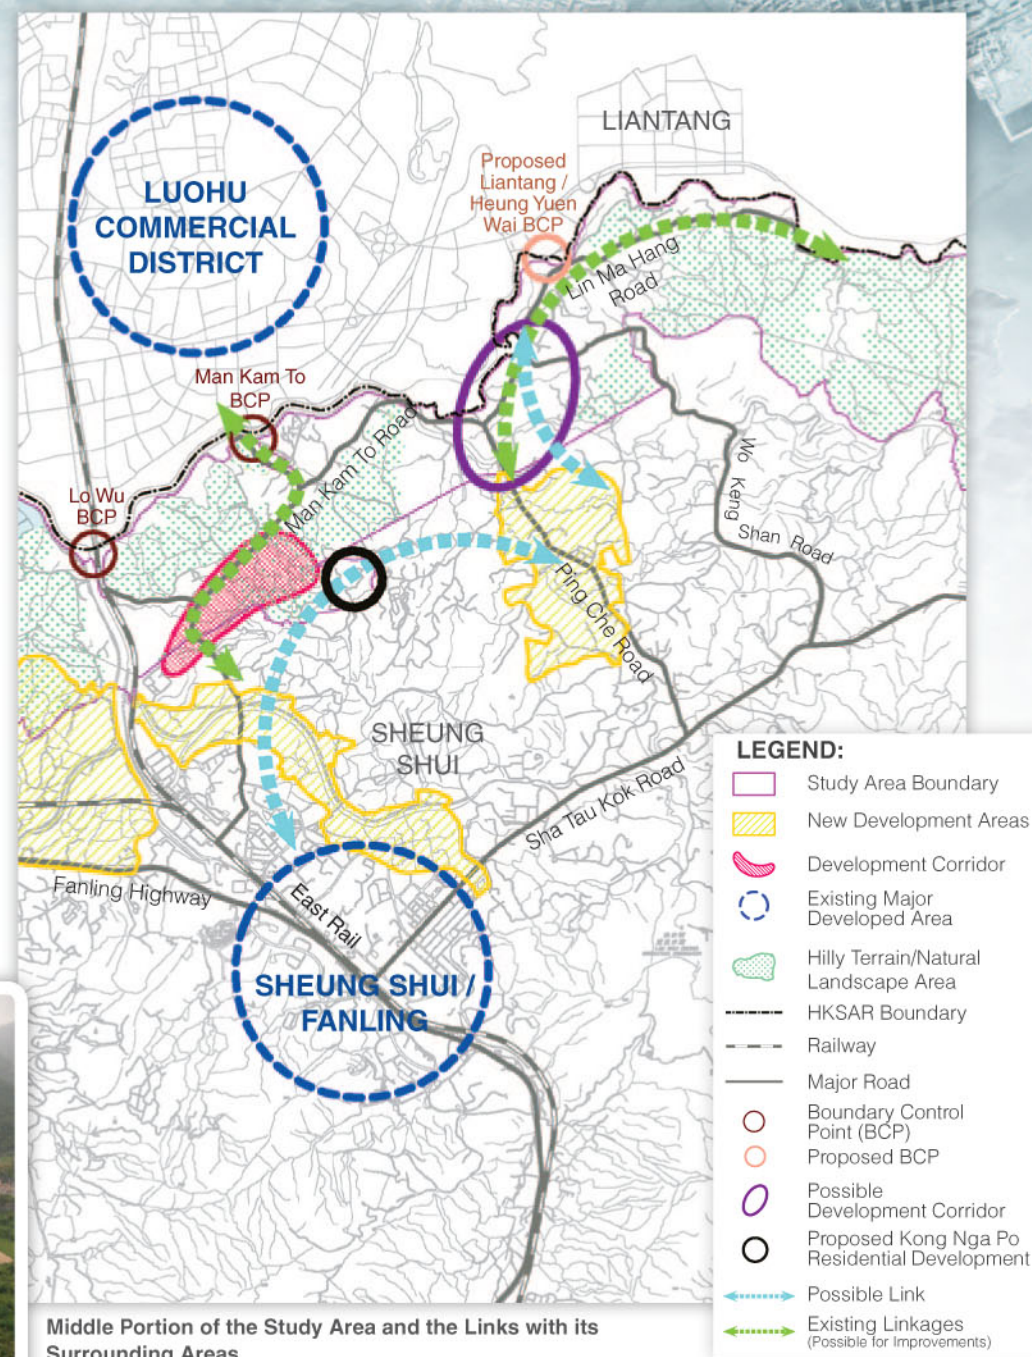 LIANTANG
Proposed
Liantang /
Heung Yuen
Wai BCP
LUOHU
COMMERCIAL
DISTRICT
Lin Ma Hang
Road
Man Kam To
BCP
Man Kam To Road
Lo Wu
BCP
Wo Keng Shan Road
Ping Che Road
SHEUNG
SHUI
Sha Tau Kok Road
Fanling Highway
East Rail
SHEUNG SHUI /
FANLING
LEGEND:
Study Area Boundary
New Development Areas
Development Corridor
Existing Major
Developed Area
Hilly Terrain/Natural
Landscape Area
HKSAR Boundary
Railway
Major Road
Boundary Control
Point (BCP)
Proposed BCP
Possible
Development Corridor
Proposed Kong Nga Po
Residential Development
Possible Link
Existing Linkages
(Possible for Improvements)
Middle Portion of the Study Area and the Links with its
Surrounding Areas